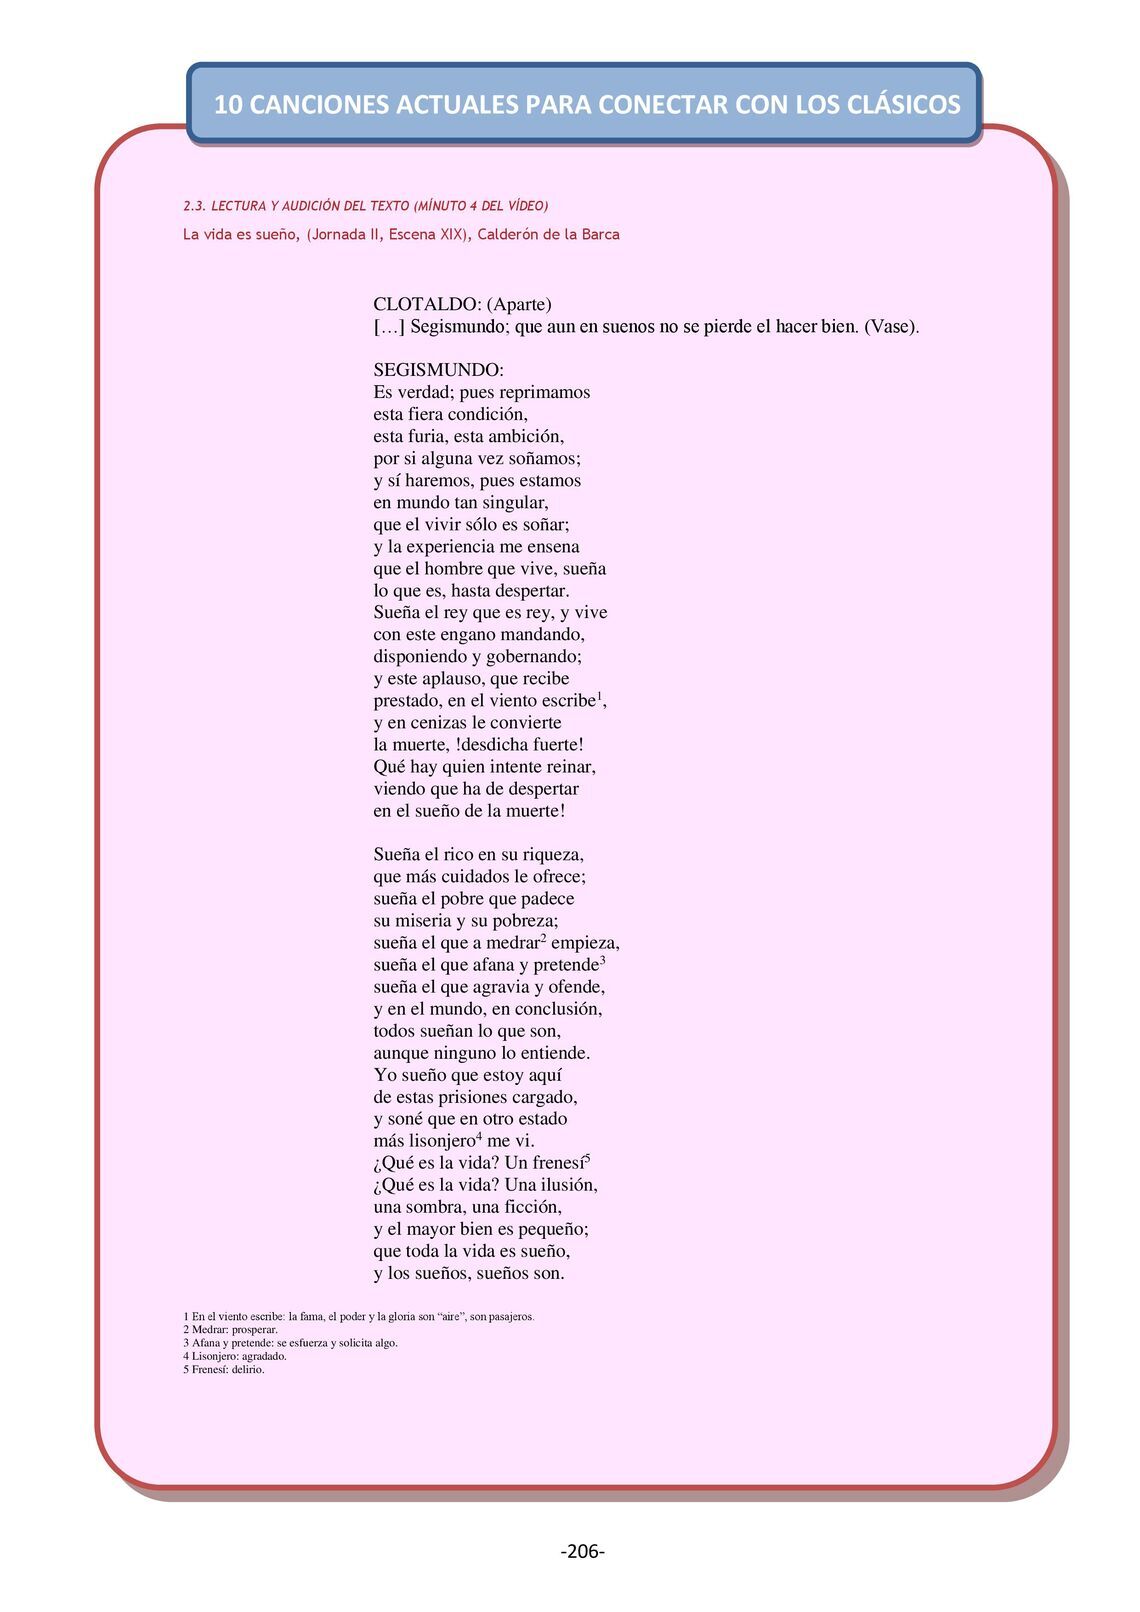 10 CANCIONES ACTUALES PARA CONECTAR CON LOS CLÁSICOS
2.3. LECTURA Y AUDICIÓN DEL TEXTO (MÍNUTO 4 DEL VÍDEO)
La vida es sueño, (Jornada II, Escena XIX), Calderón de la Barca
CLOTALDO: (Aparte)
[…] Segismundo; que aun en suenos no se pierde el hacer bien. (Vase).
SEGISMUNDO:
Es verdad; pues reprimamos
esta fiera condición,
esta furia, esta ambición,
por si alguna vez soñamos;
y sí haremos, pues estamos
en mundo tan singular,
que el vivir sólo es soñar;
y la experiencia me ensena
que el hombre que vive, sueña
lo que es, hasta despertar.
Sueña el rey que es rey, y vive
con este engano mandando,
disponiendo y gobernando;
y este aplauso, que recibe
prestado, en el viento escribe1,
y en cenizas le convierte
la muerte, !desdicha fuerte!
Qué hay quien intente reinar,
viendo que ha de despertar
en el sueño de la muerte!
Sueña el rico en su riqueza,
que más cuidados le ofrece;
sueña el pobre que padece
su miseria y su pobreza;
sueña el que a medrar2 empieza,
sueña el que afana y pretende3
sueña el que agravia y ofende,
y en el mundo, en conclusión,
todos sueñan lo que son,
aunque ninguno lo entiende.
Yo sueño que estoy aquí
de estas prisiones cargado,
y soné que en otro estado
más lisonjero4 me vi.
¿Qué es la vida? Un frenesí5
¿Qué es la vida? Una ilusión,
una sombra, una ficción,
y el mayor bien es pequeño;
que toda la vida es sueño,
y los sueños, sueños son.
1 En el viento escribe: la fama, el poder y la gloria son “aire”, son pasajeros.
2 Medrar: prosperar.
3 Afana y pretende: se esfuerza y solicita algo.
4 Lisonjero: agradado.
5 Frenesí: delirio.
-206-